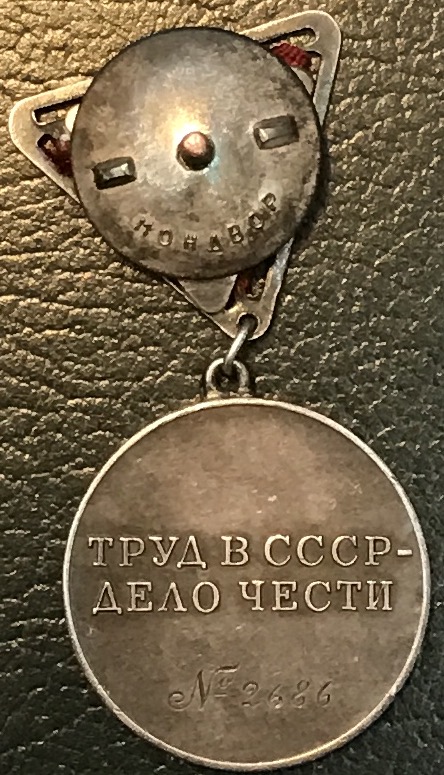 МОНДВОР
ТРУД В СССР-
ДЕЛО ЧЕСТИ
№ 2686